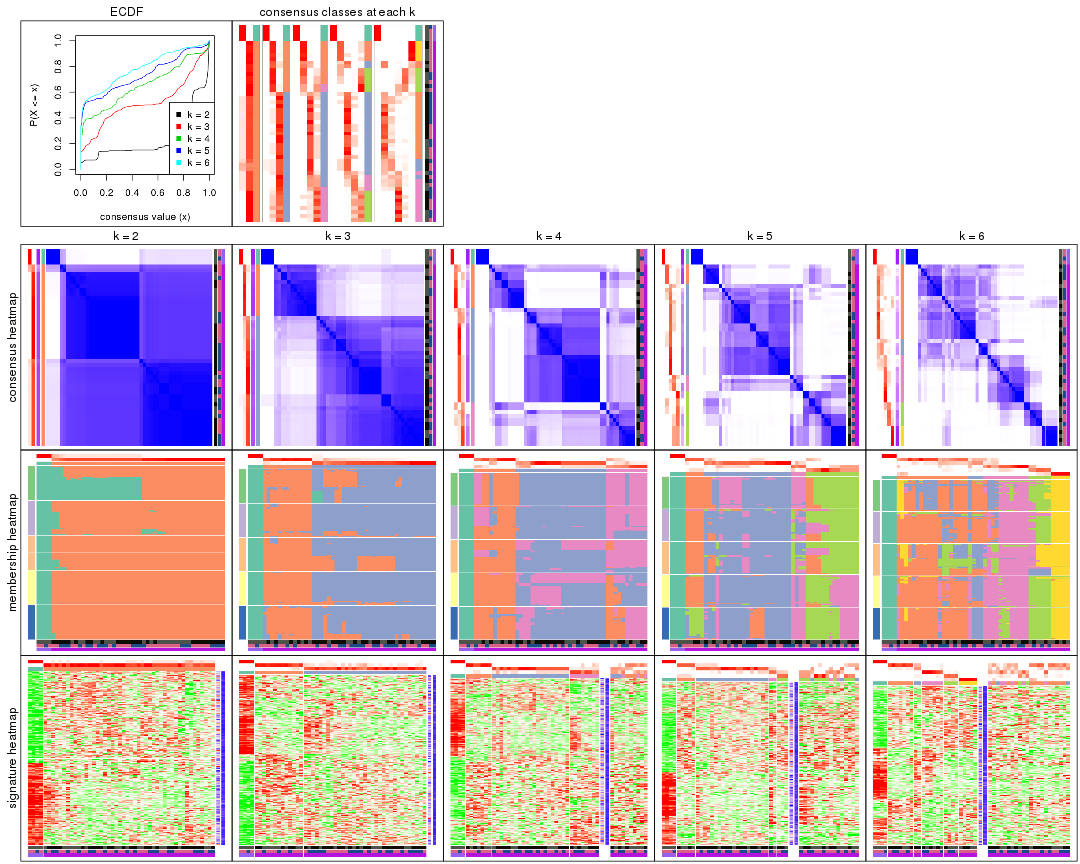 ECDF
consensus classes at each k
P(X <= x)
0.0
0.2
0.4
0.6
0.8
1.0
k = 2
k = 3
k = 4
k = 5
k = 6
0.0 0.2 0.4 0.6 0.8 1.0
consensus value (x)
k = 2
k = 3
k = 4
k = 5
k = 6
consensus heatmap
membership heatmap
signature heatmap